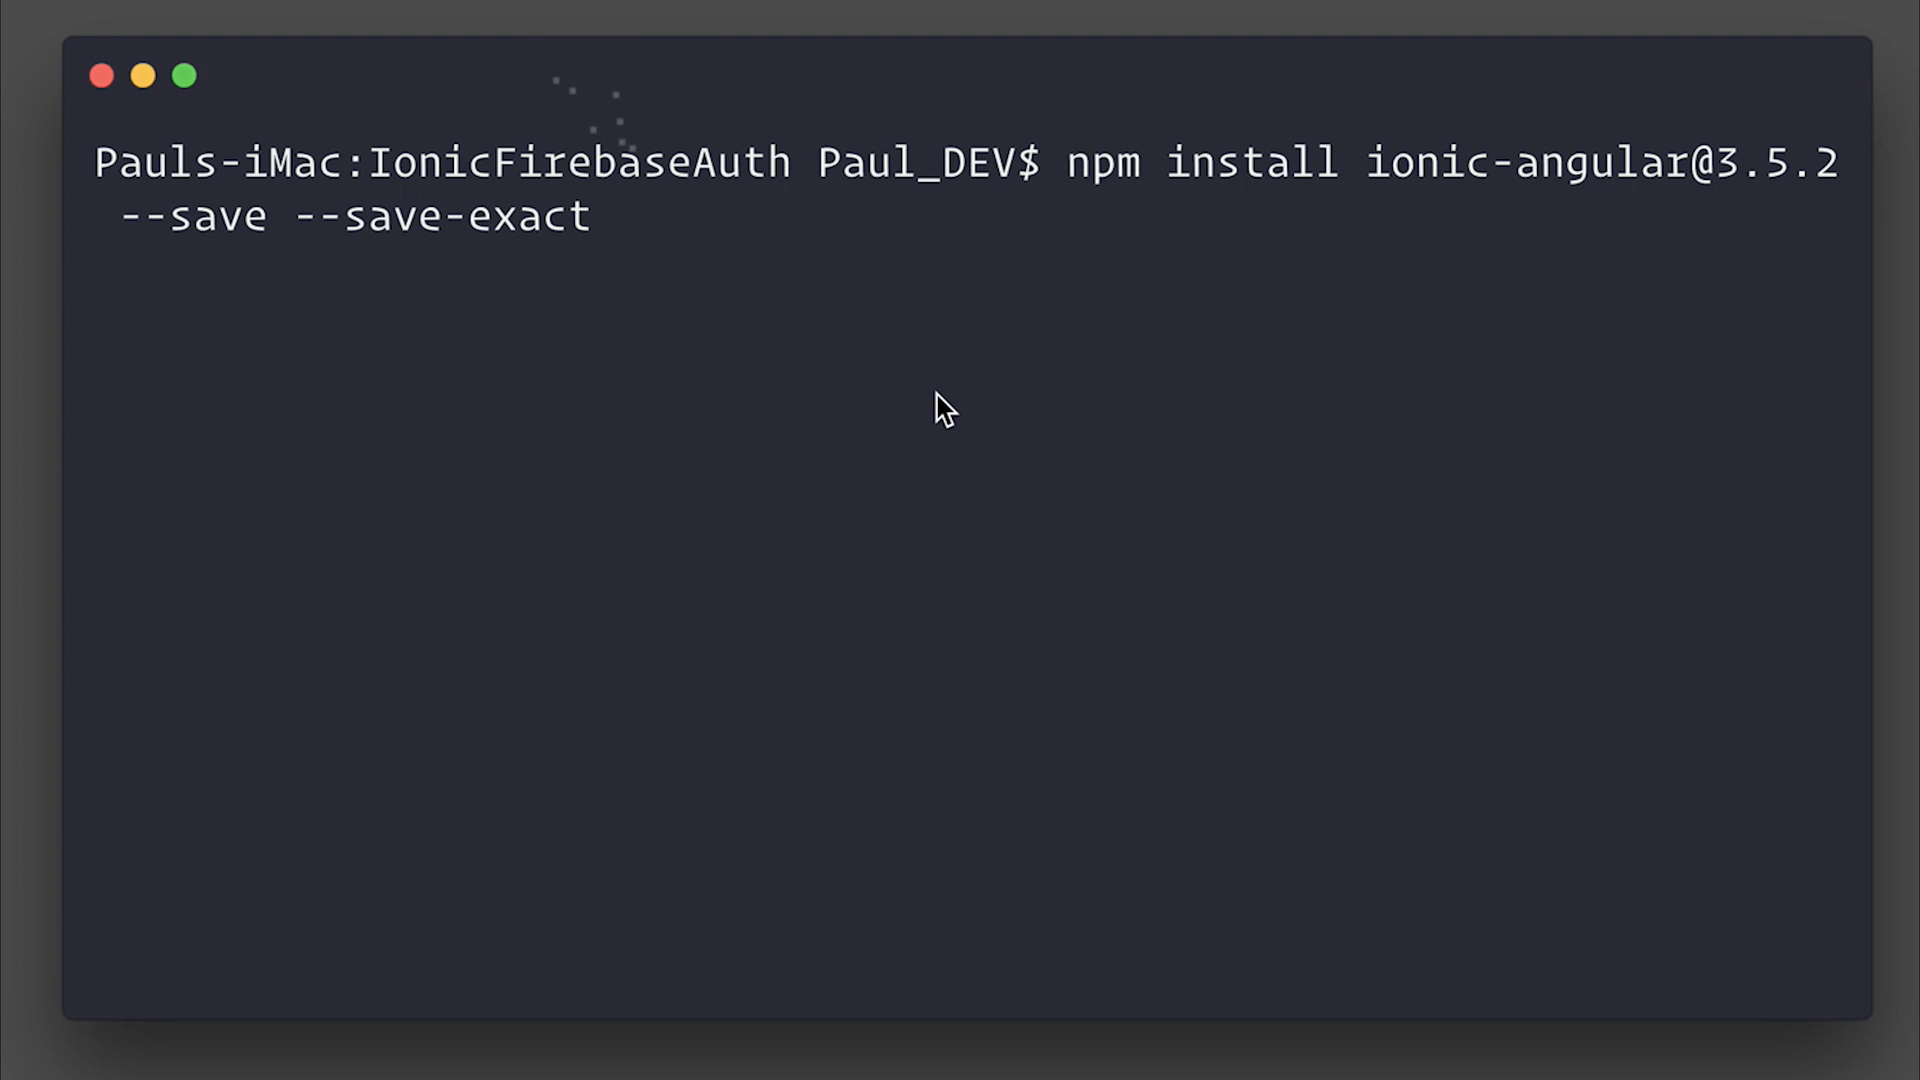 Pauls-iMac:IonicFirebaseAuth Paul_DEV$ npm install ionic-angular@3.5.2
--save --save-exact